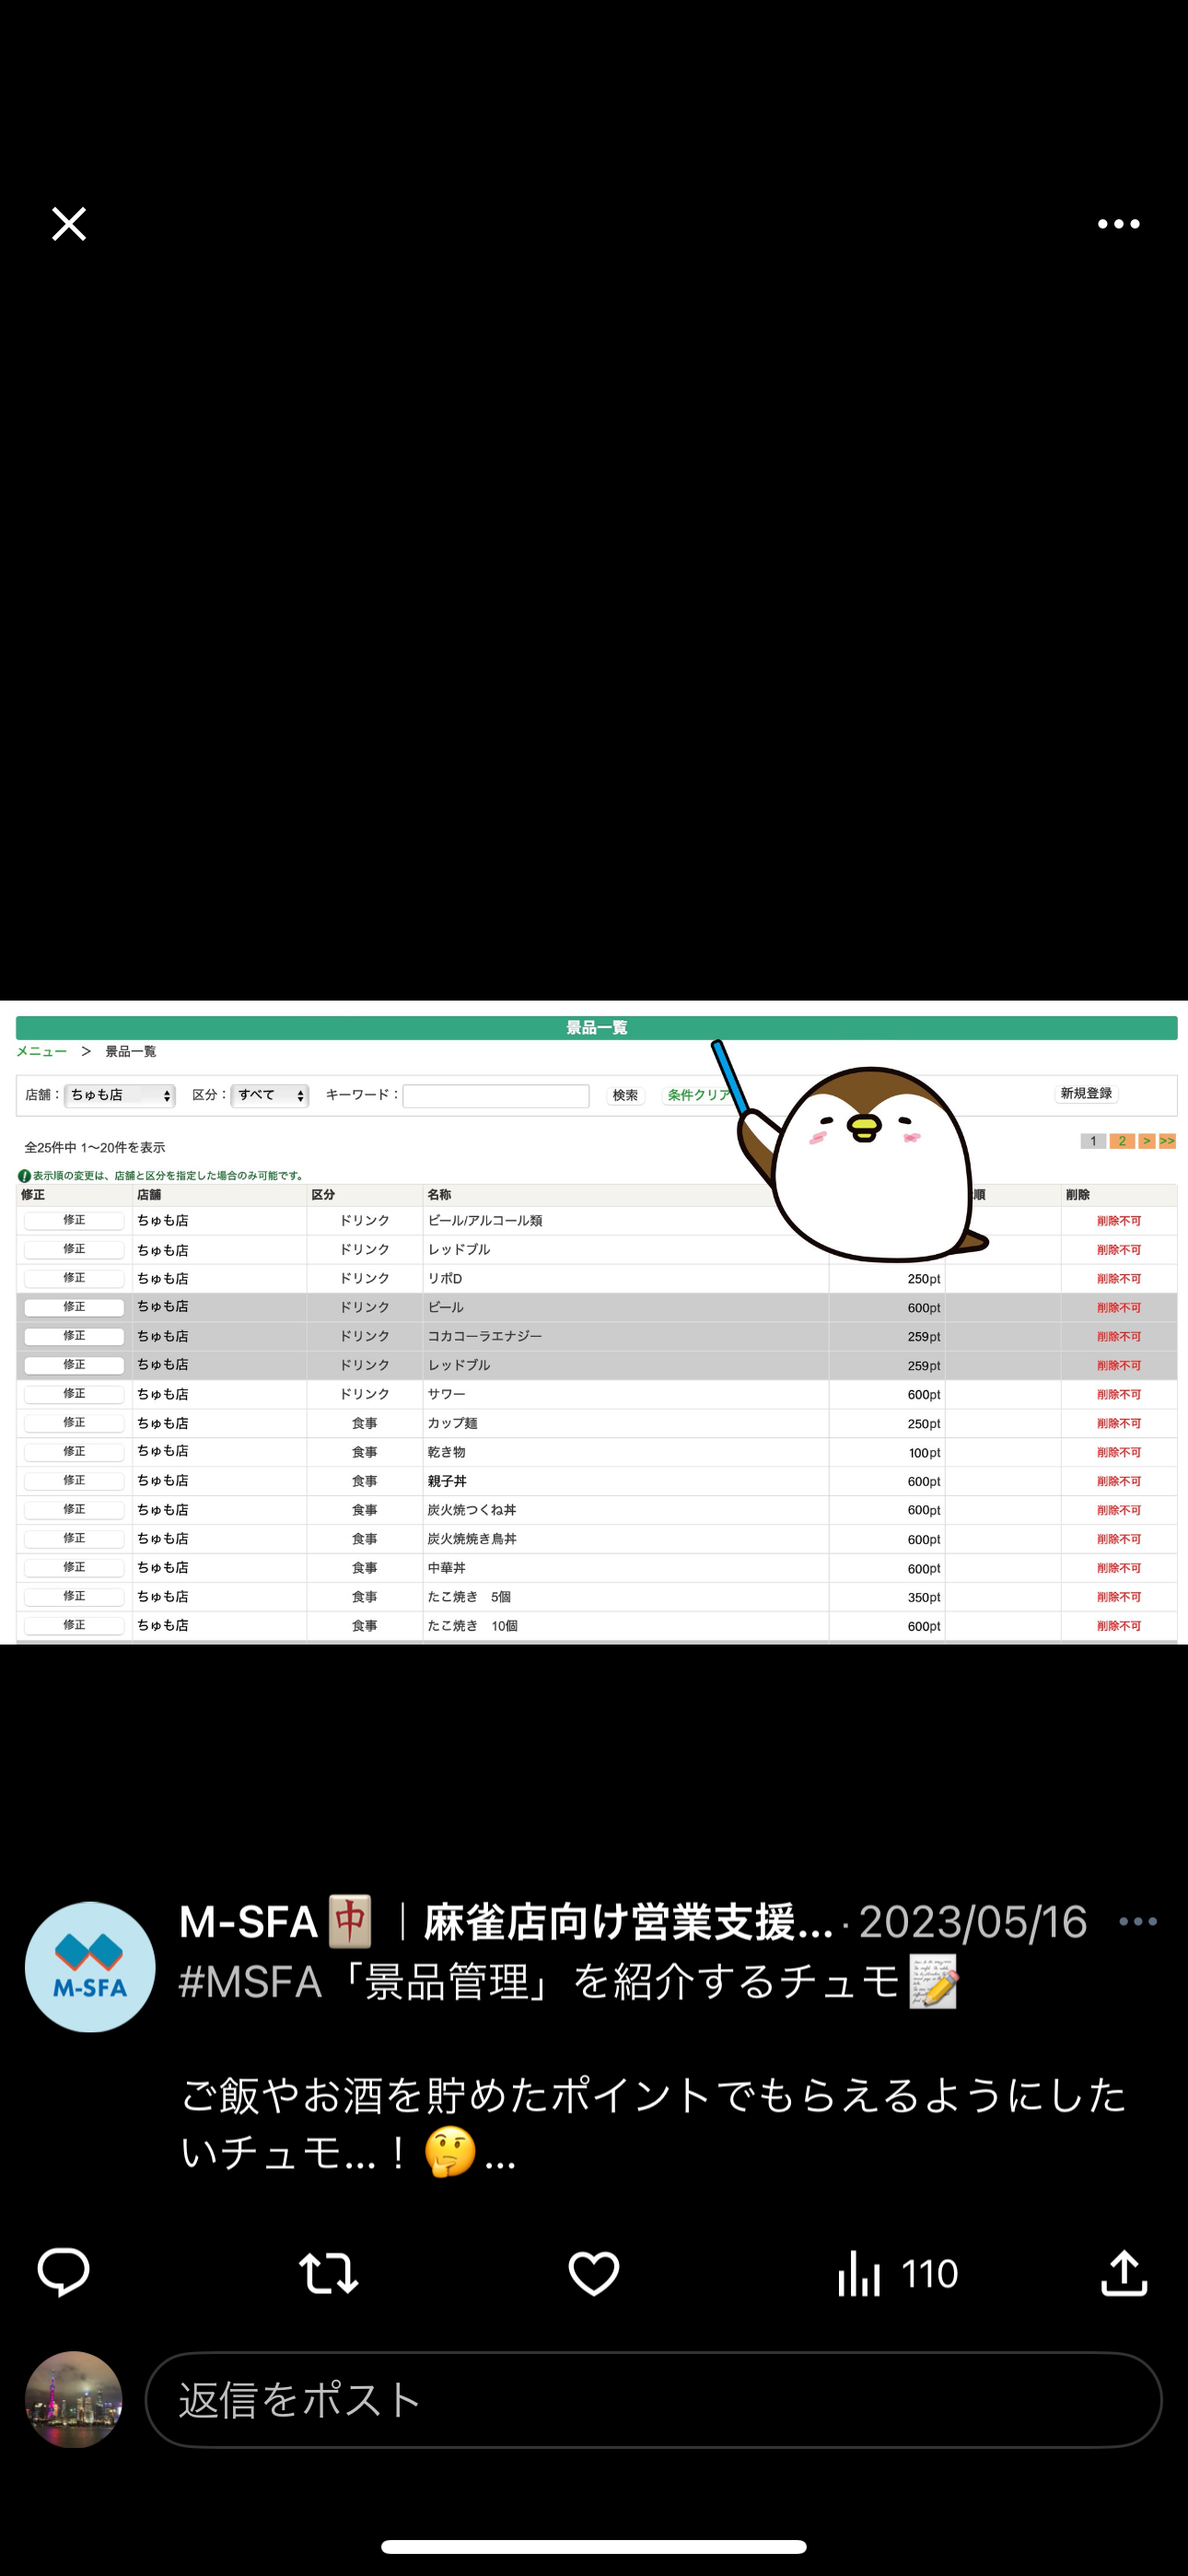 景品一覧
メニュー > 景品一覧
店舗： ちゅも店 区分： すべて キーワード： 検索 条件クリア 新規登録
全25件中 1〜20件を表示 1 2 > >>
表示順の変更は、店舗と区分を指定した場合のみ可能です。
修正 店舗 区分 名称 順 削除
修正 ちゅも店 ドリンク ビール/アルコール類 削除不可
修正 ちゅも店 ドリンク レッドブル 削除不可
修正 ちゅも店 ドリンク リポD 250pt 削除不可
修正 ちゅも店 ドリンク ビール 600pt 削除不可
修正 ちゅも店 ドリンク コカコーラエナジー 259pt 削除不可
修正 ちゅも店 ドリンク レッドブル 259pt 削除不可
修正 ちゅも店 ドリンク サワー 600pt 削除不可
修正 ちゅも店 食事 カップ麺 250pt 削除不可
修正 ちゅも店 食事 乾き物 100pt 削除不可
修正 ちゅも店 食事 親子丼 600pt 削除不可
修正 ちゅも店 食事 炭火焼つくね丼 600pt 削除不可
修正 ちゅも店 食事 炭火焼焼き鳥丼 600pt 削除不可
修正 ちゅも店 食事 中華丼 600pt 削除不可
修正 ちゅも店 食事 たこ焼き 5個 350pt 削除不可
修正 ちゅも店 食事 たこ焼き 10個 600pt 削除不可
M-SFA
M-SFA🀄｜麻雀店向け営業支援... · 2023/05/16
#MSFA「景品管理」を紹介するチュモ📝
ご飯やお酒を貯めたポイントでもらえるようにした
いチュモ...！🤔...
110
返信をポスト